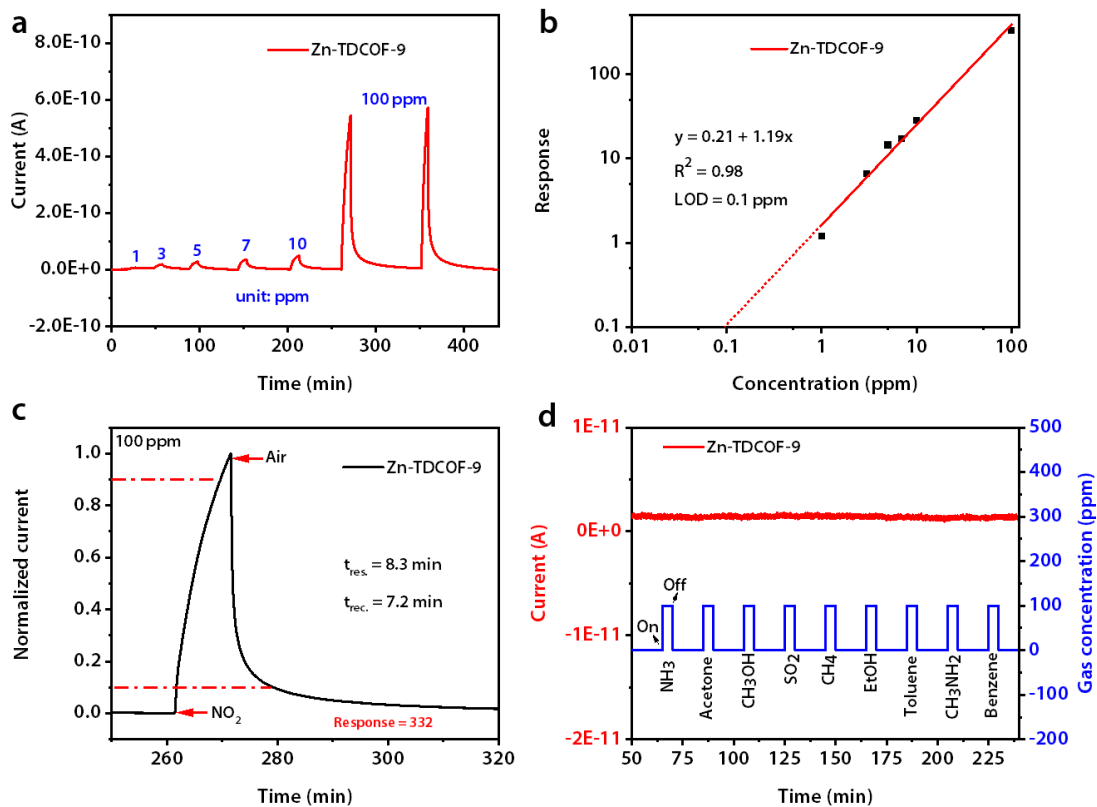 a
8.0E-10
6.0E-10
4.0E-10
2.0E-10
0.0E+0
-2.0E-10
Current (A)
Zn-TDCOF-9
100 ppm
1 3 5 7 10
unit: ppm
0 100 200 300 400
Time (min)
b
100
10
1
0.1
Response
Zn-TDCOF-9
y = 0.21 + 1.19x
R² = 0.98
LOD = 0.1 ppm
0.01 0.1 1 10 100
Concentration (ppm)
c
100 ppm
1.0
0.8
0.6
0.4
0.2
0.0
Normalized current
Air
Zn-TDCOF-9
t_res. = 8.3 min
t_rec. = 7.2 min
NO₂
Response = 332
260 280 300 320
Time (min)
d
1E-11
0E+0
-1E-11
-2E-11
Current (A)
Zn-TDCOF-9
Off
On
NH3
Acetone
CH3OH
SO2
CH4
EtOH
Toluene
CH3NH2
Benzene
500
400
300
200
100
0
-100
-200
Gas concentration (ppm)
50 75 100 125 150 175 200 225
Time (min)